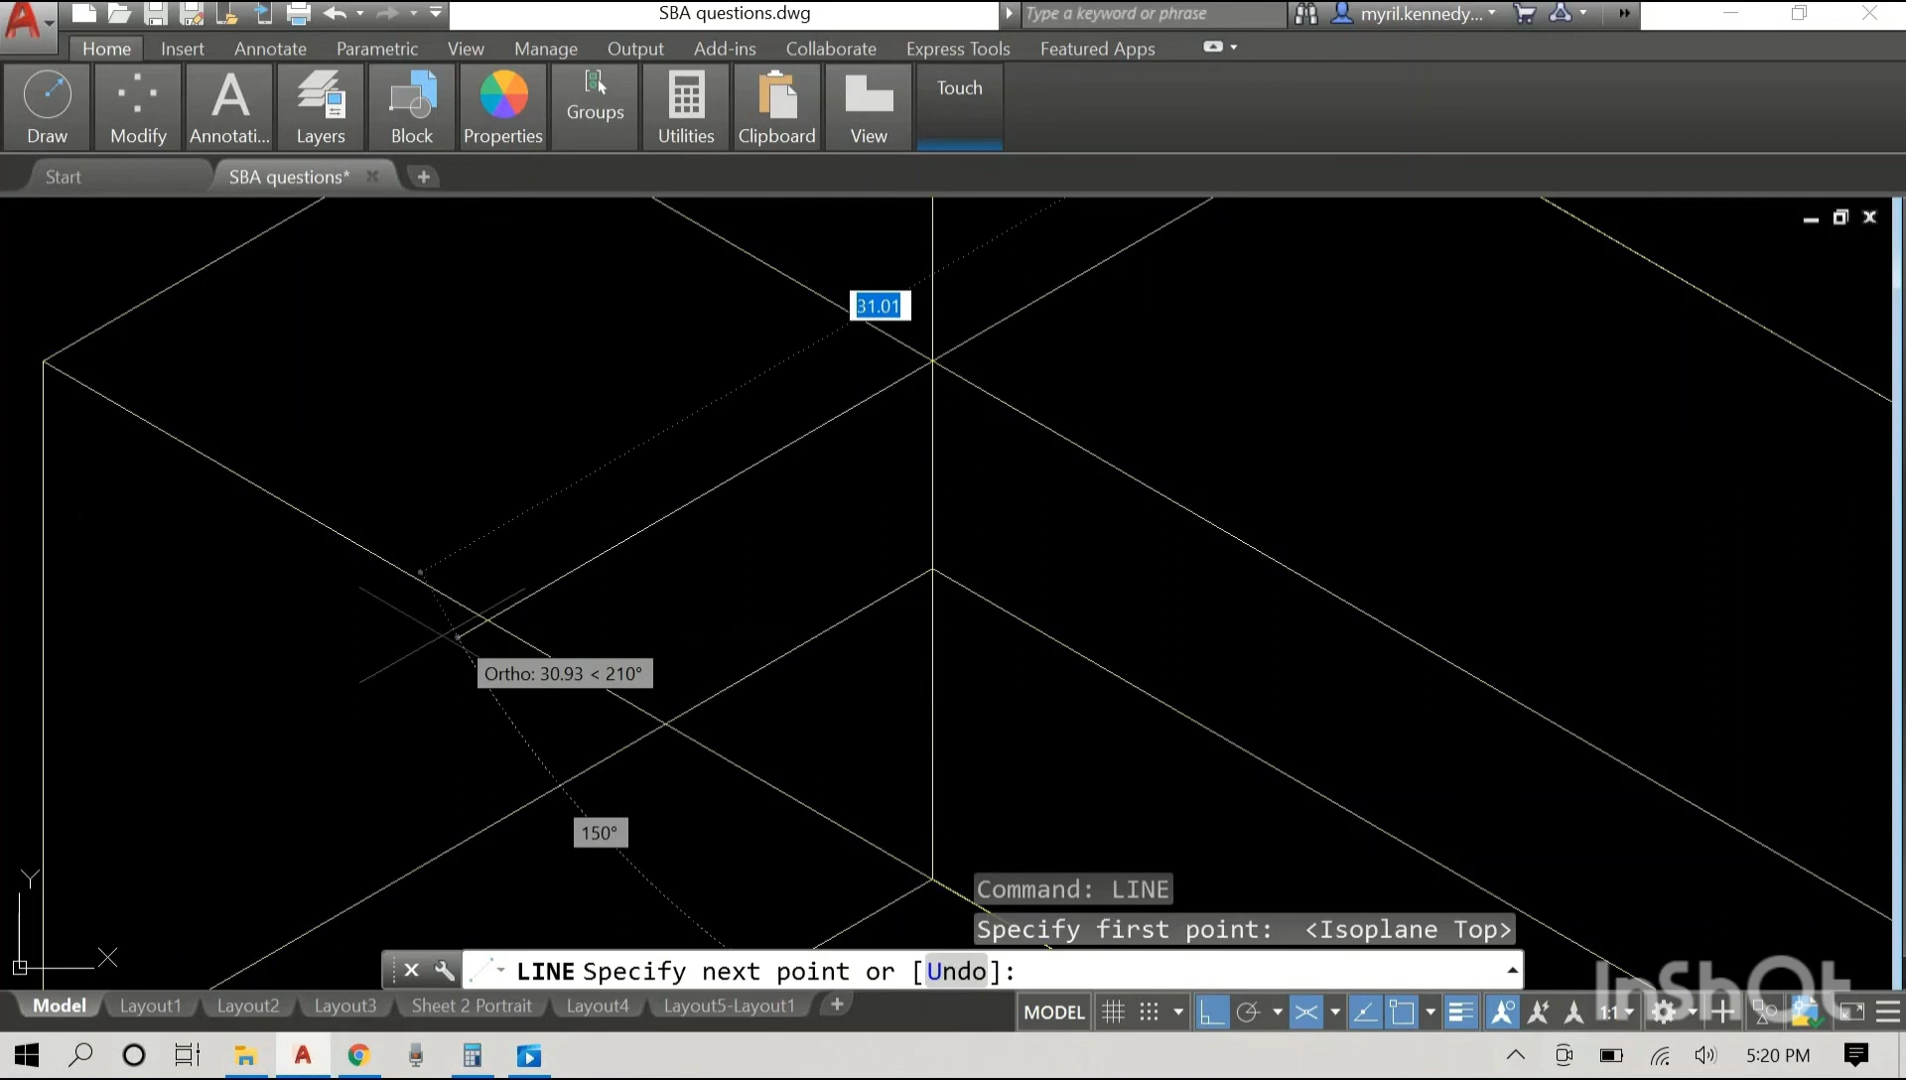 SBA questions.dwg
Type a keyword or phrase
myril.kennedy...
Home Insert Annotate Parametric View Manage Output Add-ins Collaborate Express Tools Featured Apps
Draw Modify Annotati... Layers Block Properties Groups Utilities Clipboard View Touch
Start SBA questions*
31.01
Ortho: 30.93 < 210°
150°
Y
X
Command: LINE
Specify first point: <Isoplane Top>
LINE Specify next point or [Undo]:
Model Layout1 Layout2 Layout3 Sheet 2 Portrait Layout4 Layout5-Layout1
MODEL 1:1
InShOt
5:20 PM